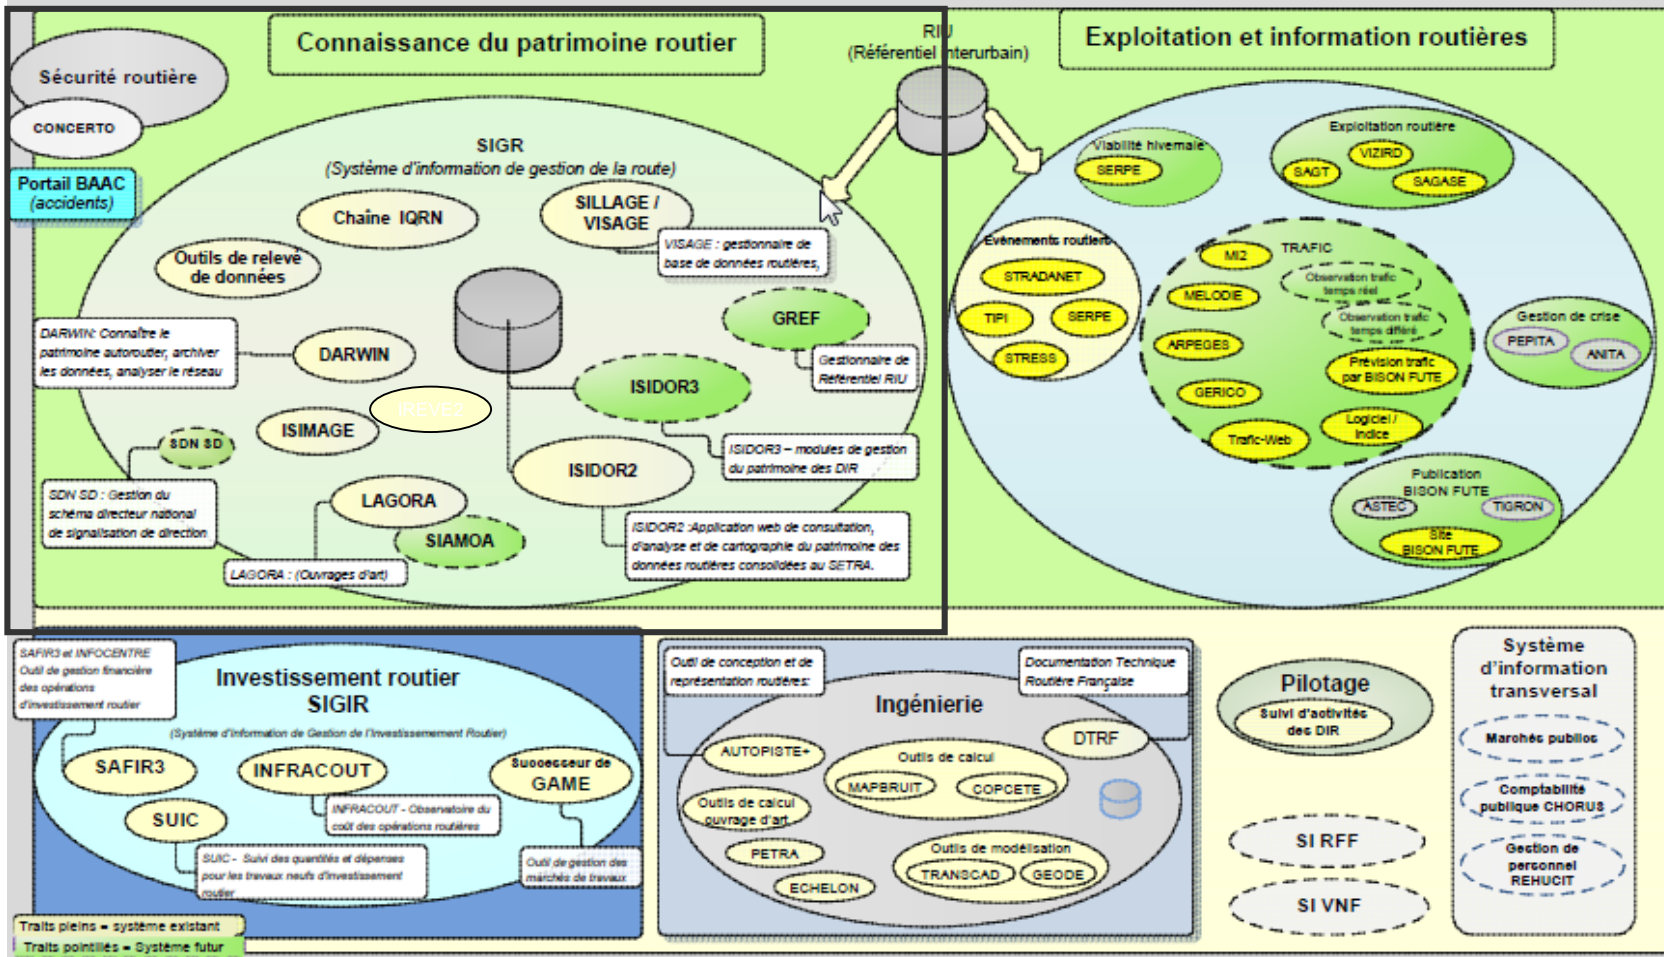 Connaissance du patrimoine routier
RIU
(Référentiel Interurbain)
Exploitation et information routières
Sécurité routière
CONCERTO
Portail BAAC
(accidents)
SIGR
(Système d'information de gestion de la route)
Chaîne IQRN
SILLAGE /
VISAGE
VISAGE : gestionnaire de
base de données routières,
Outils de relevé
de données
GREF
Gestionnaire de
Référentiel RIU
DARWIN: Connaître le
patrimoine autoroutier, archiver
les données, analyser le réseau
DARWIN
IREVE2
ISIDOR3
ISIDOR3 – modules de gestion
du patrimoine des DIR
ISIMAGE
SDN SD
SDN SD : Gestion du
schéma directeur national
de signalisation de direction
ISIDOR2
ISIDOR2 :Application web de consultation,
d'analyse et de cartographie du patrimoine des
données routières consolidées au SETRA.
LAGORA
SIAMOA
LAGORA : (Ouvrages d'art)
Viabilité hivernale
SERPE
Exploitation routière
VIZIRD
SAGT
SAGASE
Evénements routiers
STRADANET
TIPI
SERPE
STRESS
TRAFIC
MI2
Observation trafic
temps réel
MELODIE
Observation trafic
temps différé
ARPEGES
Prévision trafic
par BISON FUTE
GERICO
Logiciel /
Indice
Trafic-Web
Gestion de crise
PEPITA
ANITA
Publication
BISON FUTE
ASTEC
TIGRON
Site
BISON FUTE
SAFIR3 et INFOCENTRE
Outil de gestion financière
des opérations
d'investissement routier
Investissement routier
SIGIR
(Système d'Information de Gestion de l'Investissement Routier)
SAFIR3
INFRACOUT
Successeur de
GAME
INFRACOUT - Observatoire du
coût des opérations routières
SUIC
SUIC - Suivi des quantités et dépenses
pour les travaux neufs d'investissement
routier
Outil de gestion des
marchés de travaux
Traits pleins = système existant
Traits pointillés = Système futur
Outil de conception et de
représentation routières:
Documentation Technique
Routière Française
Ingénierie
AUTOPISTE+
DTRF
Outils de calcul
MAPBRUIT
COPCETE
Outils de calcul
ouvrage d'art
PETRA
ECHELON
Outils de modélisation
TRANSCAD
GEODE
Pilotage
Suivi d'activités
des DIR
SI RFF
SI VNF
Système
d'information
transversal
Marchés publics
Comptabilité
publique CHORUS
Gestion de
personnel
REHUCIT